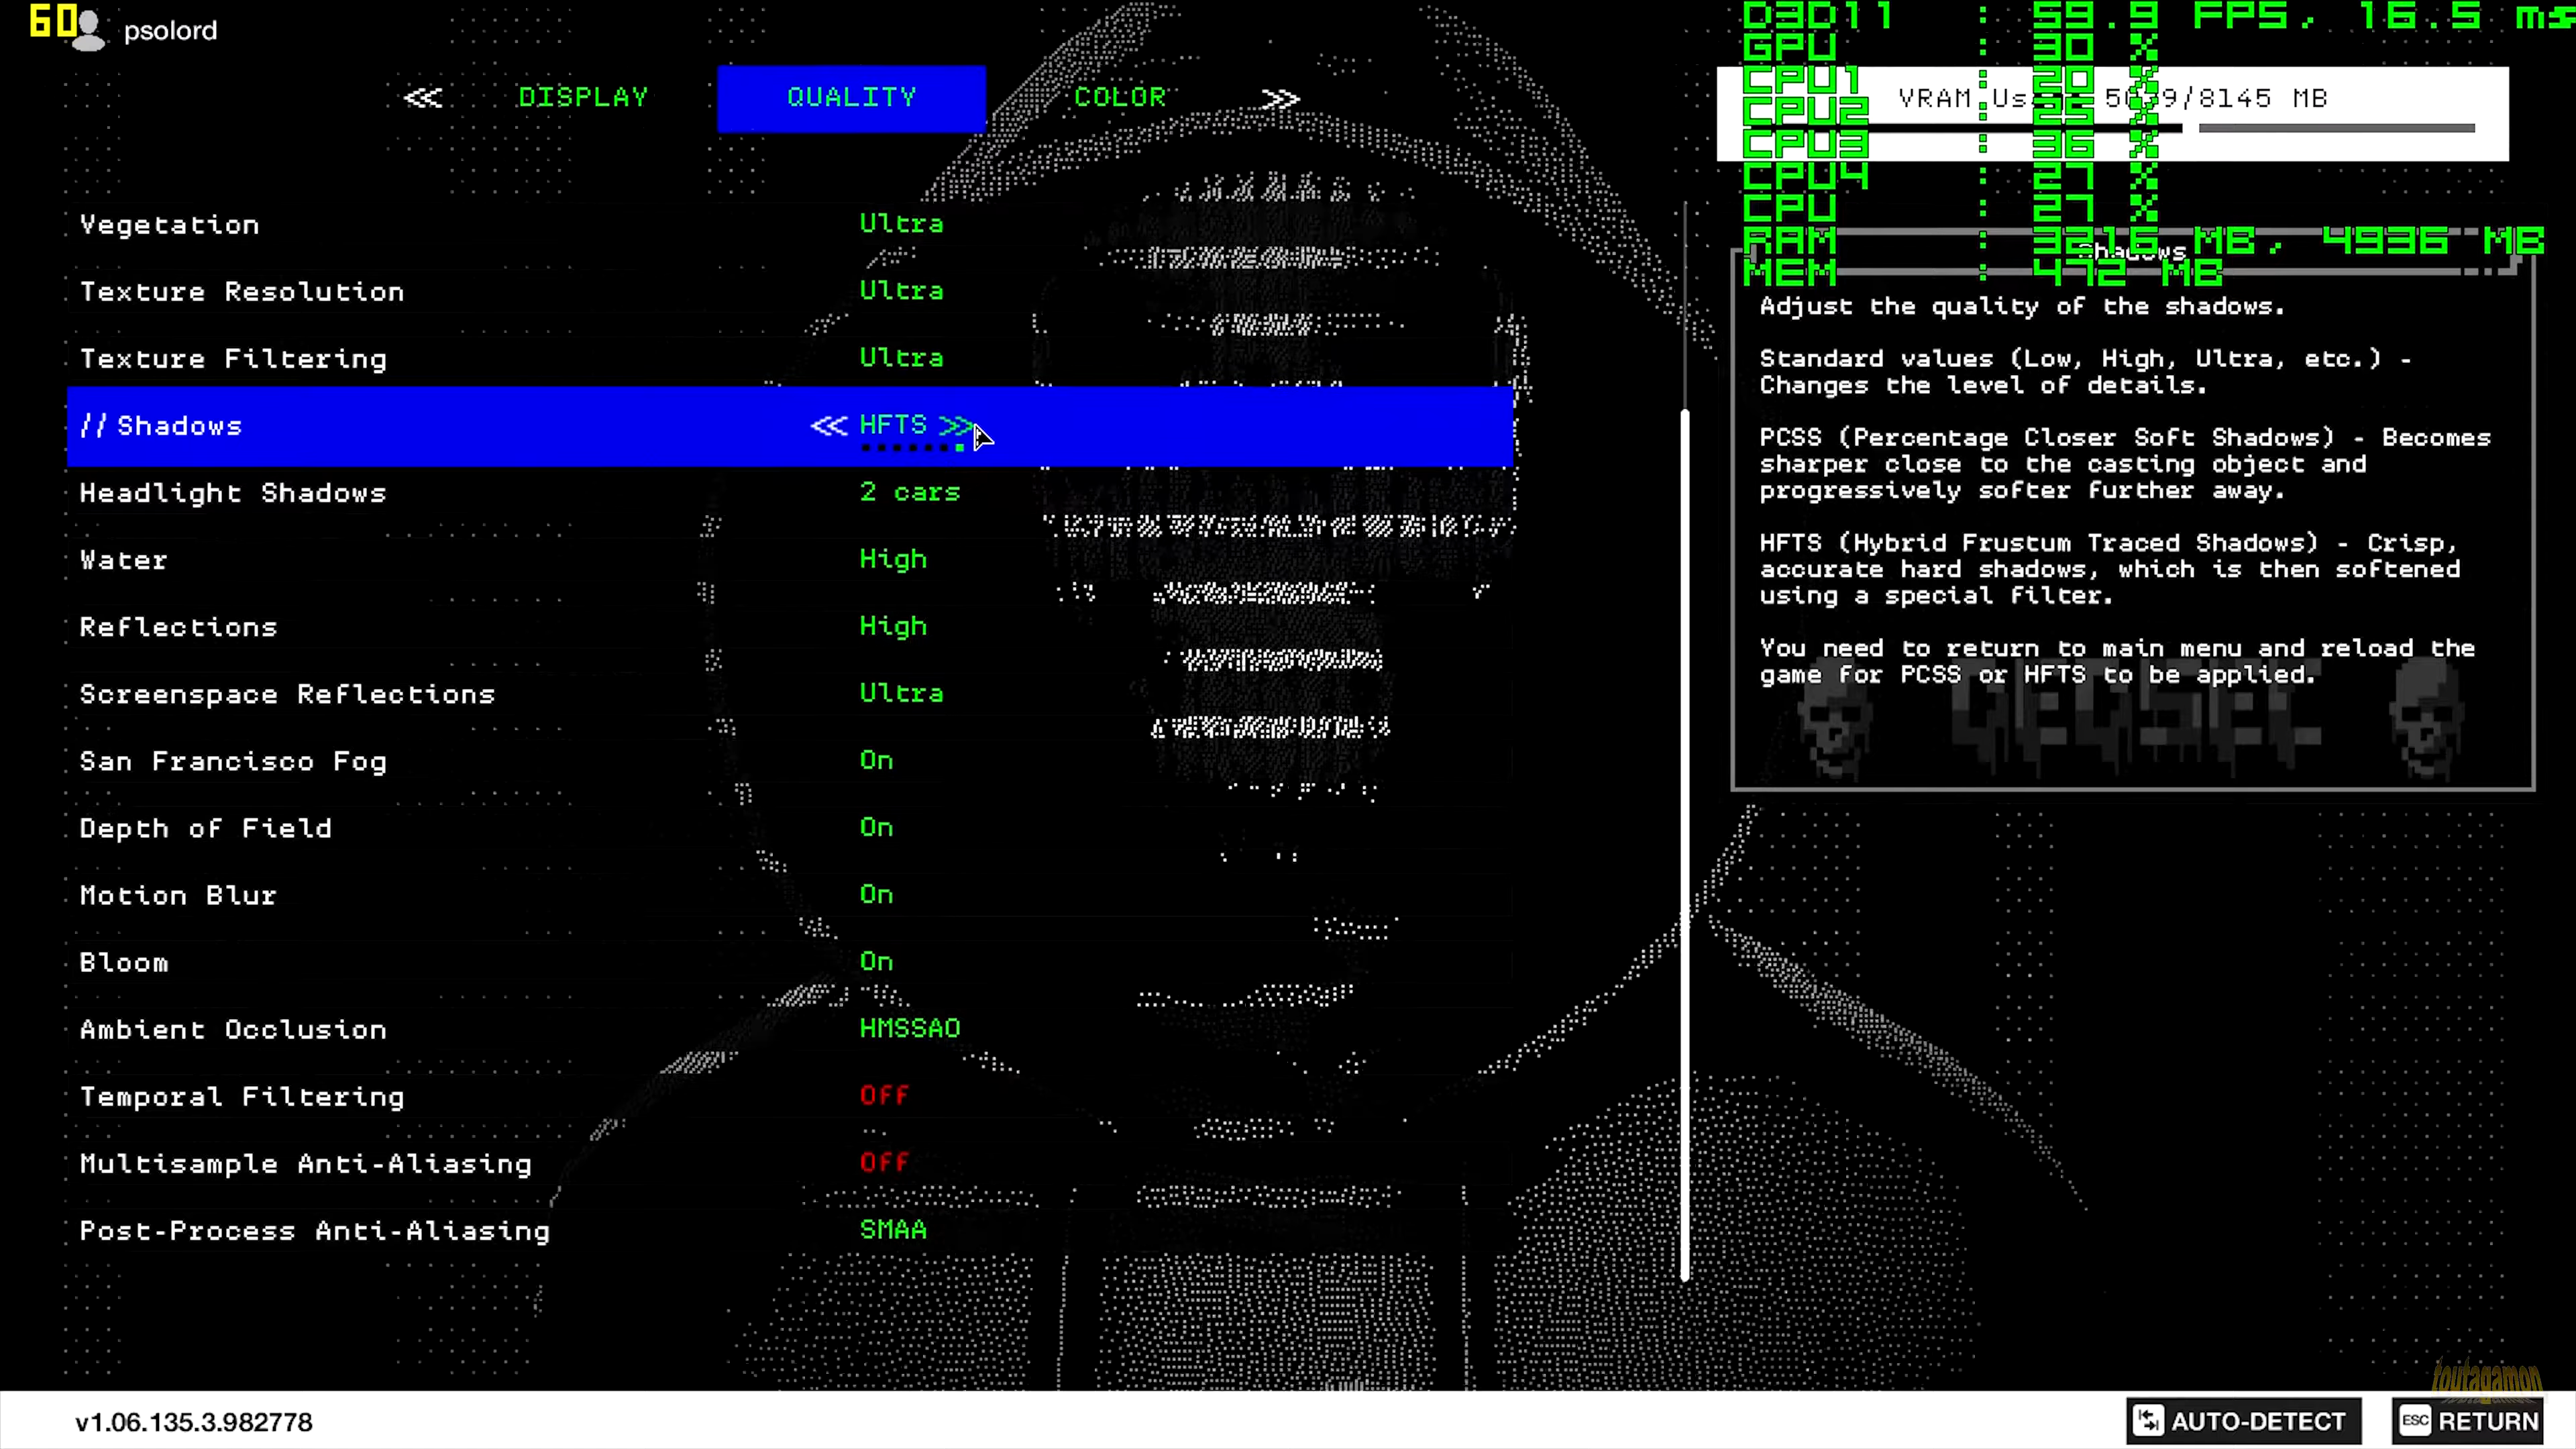 60
psolord
DISPLAY
QUALITY
COLOR
D3D11 : 59.9 FPS, 16.5 ms
GPU : 30 %
CPU1 : 20 %
CPU2 : 25 %
CPU3 : 36 %
CPU4 : 27 %
CPU : 27 %
RAM : 3316 MB, 4936 MB
MEM : 472 MB
VRAM /8145 MB
Vegetation Ultra
Texture Resolution Ultra
Texture Filtering Ultra
// Shadows HFTS
Headlight Shadows 2 cars
Water High
Reflections High
Screenspace Reflections Ultra
San Francisco Fog On
Depth of Field On
Motion Blur On
Bloom On
Ambient Occlusion HMSSAO
Temporal Filtering Off
Multisample Anti-Aliasing Off
Post-Process Anti-Aliasing SMAA
Shadows
Adjust the quality of the shadows.
Standard values (Low, High, Ultra, etc.) -
Changes the level of details.
PCSS (Percentage Closer Soft Shadows) - Becomes
sharper close to the casting object and
progressively softer further away.
HFTS (Hybrid Frustum Traced Shadows) - Crisp,
accurate hard shadows, which is then softened
using a special filter.
You need to return to main menu and reload the
game for PCSS or HFTS to be applied.
DEDSEC
v1.06.135.3.982778
AUTO-DETECT
ESC RETURN